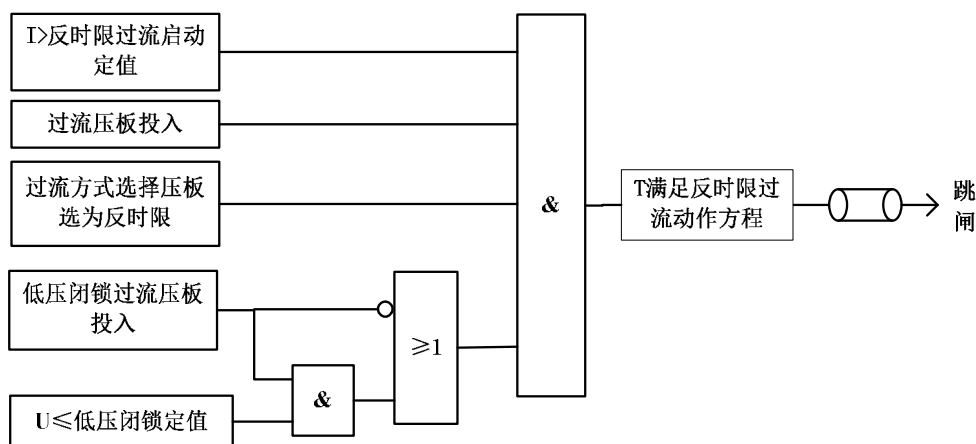 I>反时限过流启动
定值
过流压板投入
过流方式选择压板
选为反时限
低压闭锁过流压板
投入
U≤低压闭锁定值
&
≥1
&
T满足反时限过
流动作方程
跳
闸